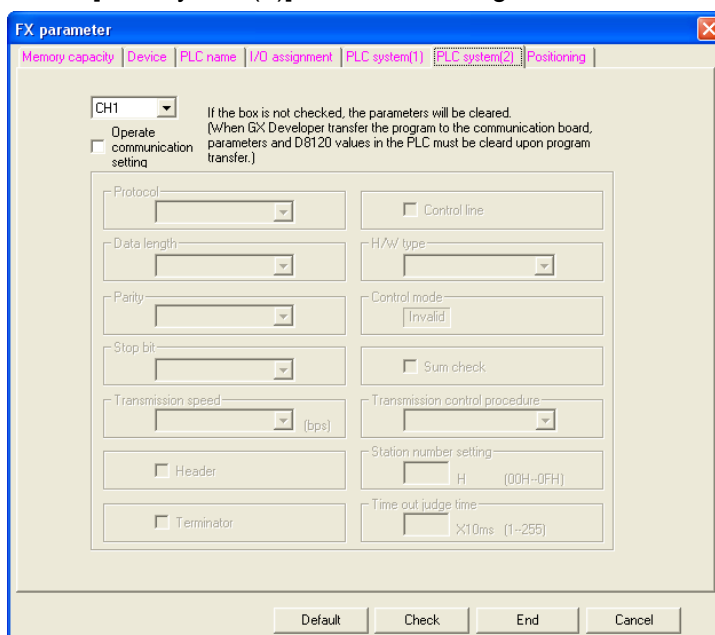 FX parameter
Memory capacity Device PLC name I/O assignment PLC system(1) PLC system(2) Positioning
CH1
If the box is not checked, the parameters will be cleared.
(When GX Developer transfer the program to the communication board,
parameters and D8120 values in the PLC must be cleard upon program
transfer.)
Operate
communication
setting
Protocol
Control line
Data length
H/W type
Parity
Control mode
Invalid
Stop bit
Sum check
Transmission speed
(bps)
Transmission control procedure
Header
Station number setting
H (00H--0FH)
Terminator
Time out judge time
X10ms (1--255)
Default Check End Cancel